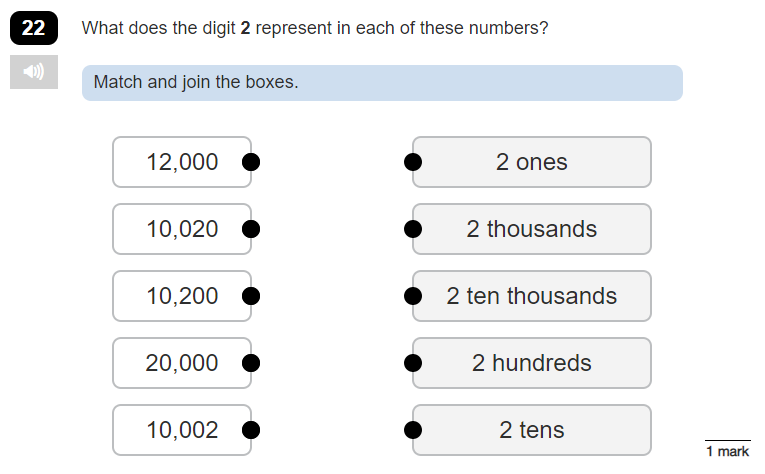 22 What does the digit 2 represent in each of these numbers?
Match and join the boxes.
12,000 2 ones
10,020 2 thousands
10,200 2 ten thousands
20,000 2 hundreds
10,002 2 tens
1 mark